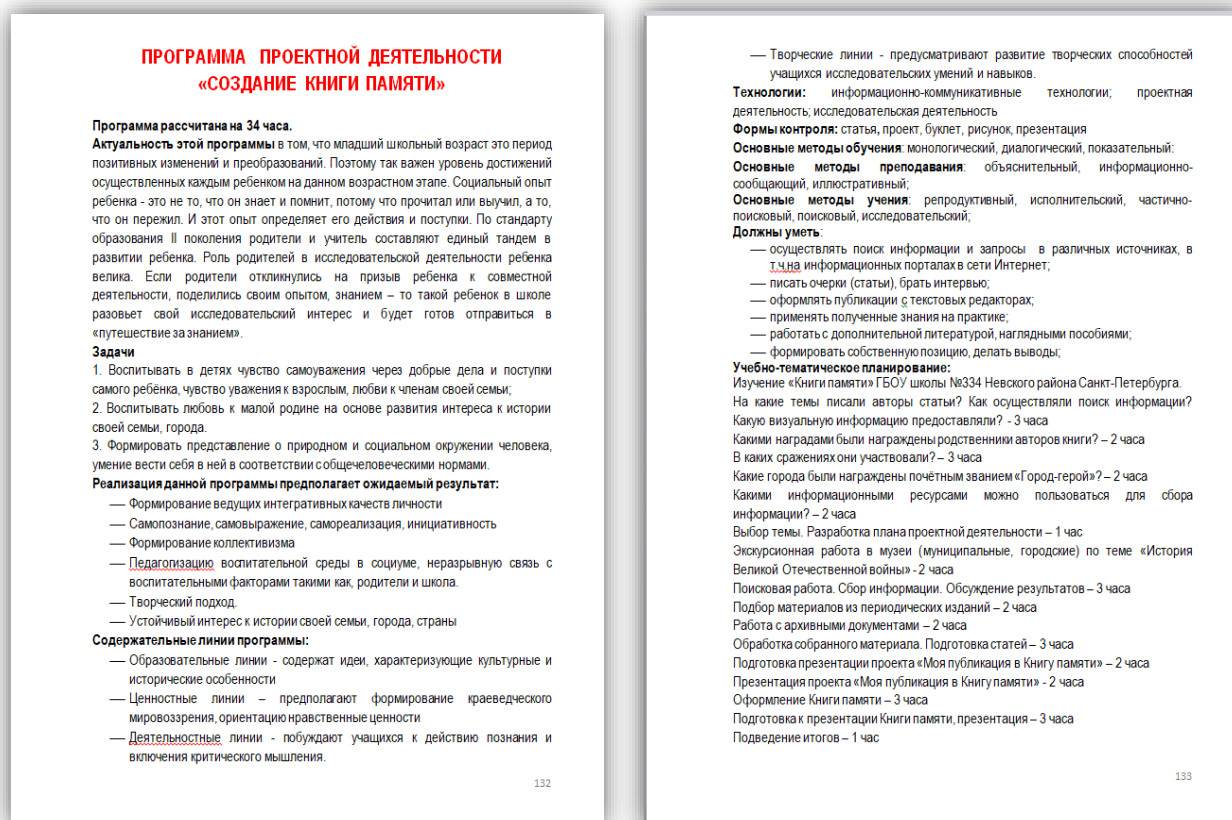 ПРОГРАММА ПРОЕКТНОЙ ДЕЯТЕЛЬНОСТИ
«СОЗДАНИЕ КНИГИ ПАМЯТИ»
Программа рассчитана на 34 часа.
Актуальность этой программы в том, что младший школьный возраст это период
позитивных изменений и преобразований. Поэтому так важен уровень достижений
осуществленных каждым ребенком на данном возрастном этапе. Социальный опыт
ребенка - это не то, что он знает и помнит, потому что прочитал или выучил, а то,
что он пережил. И этот опыт определяет его действия и поступки. По стандарту
образования II поколения родители и учитель составляют единый тандем в
развитии ребенка. Роль родителей в исследовательской деятельности ребенка
велика. Если родители откликнулись на призыв ребенка к совместной
деятельности, поделились своим опытом, знанием – то такой ребенок в школе
разовьет свой исследовательский интерес и будет готов отправиться в
«путешествие за знанием».
Задачи
1. Воспитывать в детях чувство самоуважения через добрые дела и поступки
самого ребёнка, чувство уважения к взрослым, любви к членам своей семьи;
2. Воспитывать любовь к малой родине на основе развития интереса к истории
своей семьи, города.
3. Формировать представление о природном и социальном окружении человека,
умение вести себя в ней в соответствии с общечеловеческими нормами.
Реализация данной программы предполагает ожидаемый результат:
— Формирование ведущих интегративных качеств личности
— Самопознание, самовыражение, самореализация, инициативность
— Формирование коллективизма
— Педагогизацию воспитательной среды в социуме, неразрывную связь с
воспитательными факторами такими как, родители и школа.
— Творческий подход.
— Устойчивый интерес к истории своей семьи, города, страны
Содержательные линии программы:
— Образовательные линии - содержат идеи, характеризующие культурные и
исторические особенности
— Ценностные линии – предполагают формирование краеведческого
мировоззрения, ориентацию нравственные ценности
— Деятельностные линии - побуждают учащихся к действию познания и
включения критического мышления.
132
— Творческие линии - предусматривают развитие творческих способностей
учащихся исследовательских умений и навыков.
Технологии: информационно-коммуникативные технологии; проектная
деятельность; исследовательская деятельность
Формы контроля: статья, проект, буклет, рисунок, презентация
Основные методы обучения: монологический, диалогический, показательный:
Основные методы преподавания: объяснительный, информационно-
сообщающий, иллюстративный;
Основные методы учения: репродуктивный, исполнительский, частично-
поисковый, поисковый, исследовательский;
Должны уметь:
— осуществлять поиск информации и запросы в различных источниках, в
т.ч.на информационных порталах в сети Интернет;
— писать очерки (статьи), брать интервью;
— оформлять публикации с текстовых редакторах;
— применять полученные знания на практике;
— работать с дополнительной литературой, наглядными пособиями;
— формировать собственную позицию, делать выводы;
Учебно-тематическое планирование:
Изучение «Книги памяти» ГБОУ школы №334 Невского района Санкт-Петербурга.
На какие темы писали авторы статьи? Как осуществляли поиск информации?
Какую визуальную информацию предоставляли? - 3 часа
Какими наградами были награждены родственники авторов книги? – 2 часа
В каких сражениях они участвовали? – 3 часа
Какие города были награждены почётным званием «Город-герой»? – 2 часа
Какими информационными ресурсами можно пользоваться для сбора
информации? – 2 часа
Выбор темы. Разработка плана проектной деятельности – 1 час
Экскурсионная работа в музеи (муниципальные, городские) по теме «История
Великой Отечественной войны» - 2 часа
Поисковая работа. Сбор информации. Обсуждение результатов – 3 часа
Подбор материалов из периодических изданий – 2 часа
Работа с архивными документами – 2 часа
Обработка собранного материала. Подготовка статей – 3 часа
Подготовка презентации проекта «Моя публикация в Книгу памяти» – 2 часа
Презентация проекта «Моя публикация в Книгу памяти» - 2 часа
Оформление Книги памяти – 3 часа
Подготовка к презентации Книги памяти, презентация – 3 часа
Подведение итогов – 1 час
133